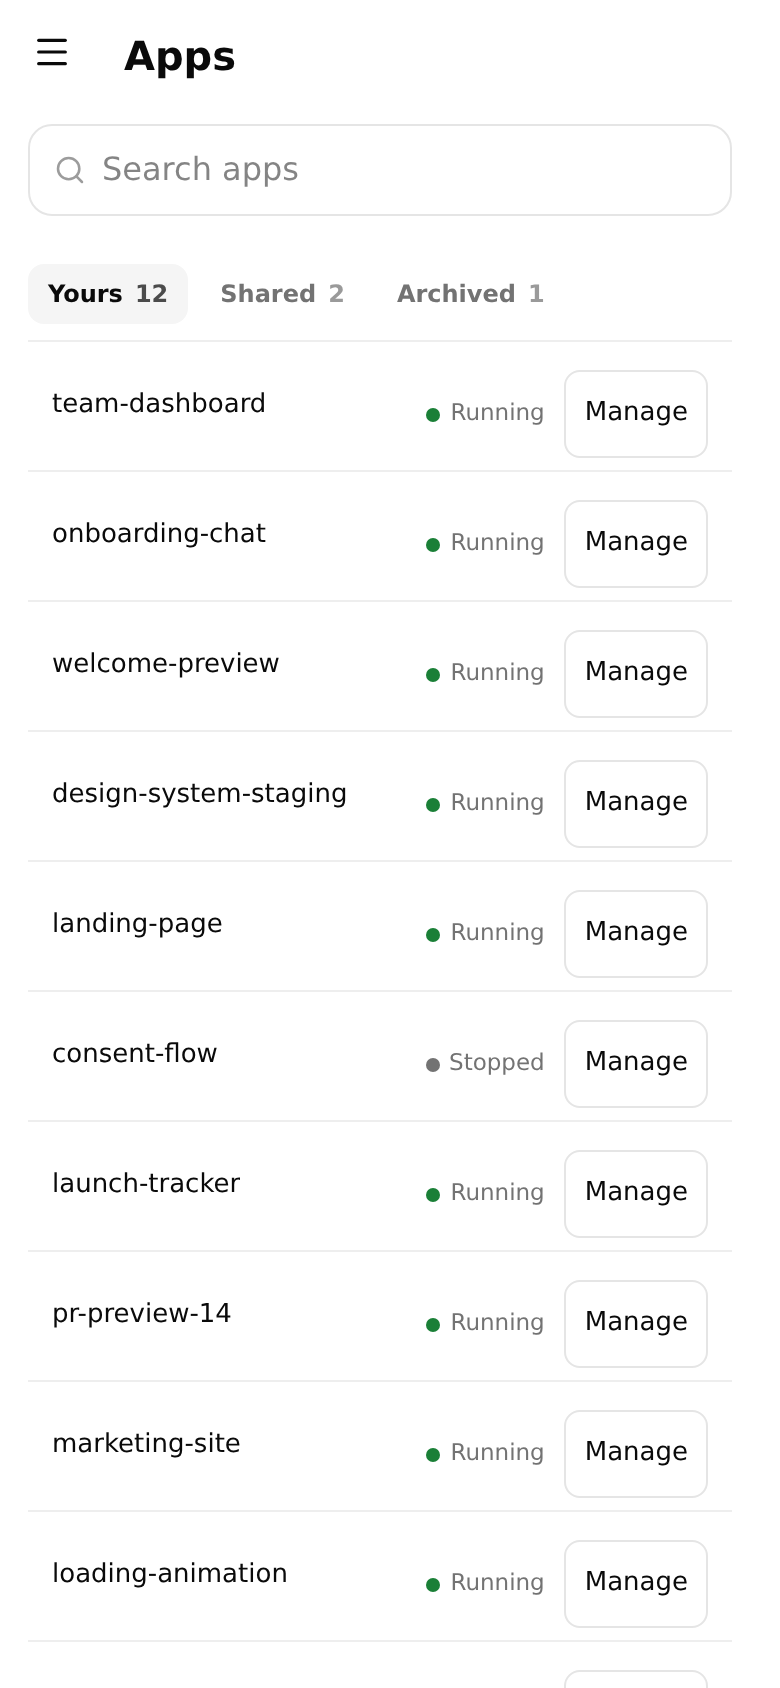 Apps
Search apps
Yours 12 Shared 2 Archived 1
team-dashboard Running Manage
onboarding-chat Running Manage
welcome-preview Running Manage
design-system-staging Running Manage
landing-page Running Manage
consent-flow Stopped Manage
launch-tracker Running Manage
pr-preview-14 Running Manage
marketing-site Running Manage
loading-animation Running Manage